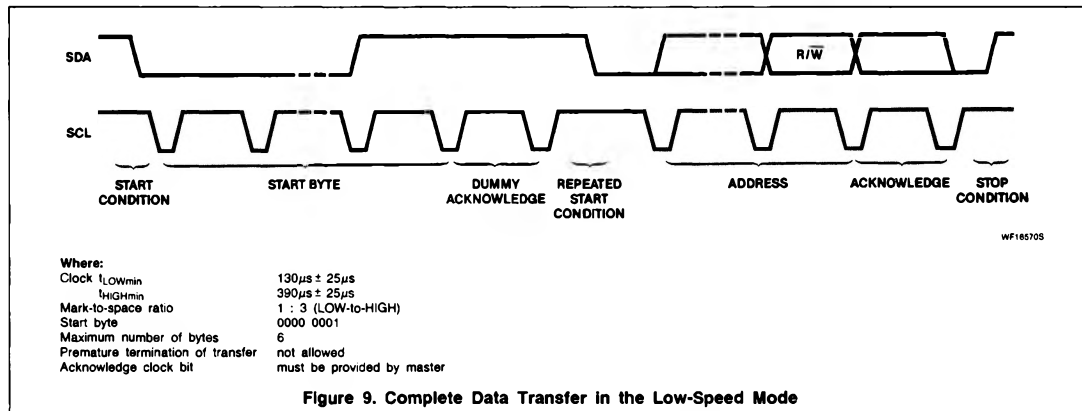 SDA
R/W̅
SCL
START CONDITION
START BYTE
DUMMY ACKNOWLEDGE
REPEATED START CONDITION
ADDRESS
ACKNOWLEDGE
STOP CONDITION
WF16570S
Where:
Clock tLOWmin 130µs ± 25µs
tHIGHmin 390µs ± 25µs
Mark-to-space ratio 1 : 3 (LOW-to-HIGH)
Start byte 0000 0001
Maximum number of bytes 6
Premature termination of transfer not allowed
Acknowledge clock bit must be provided by master
Figure 9. Complete Data Transfer in the Low-Speed Mode